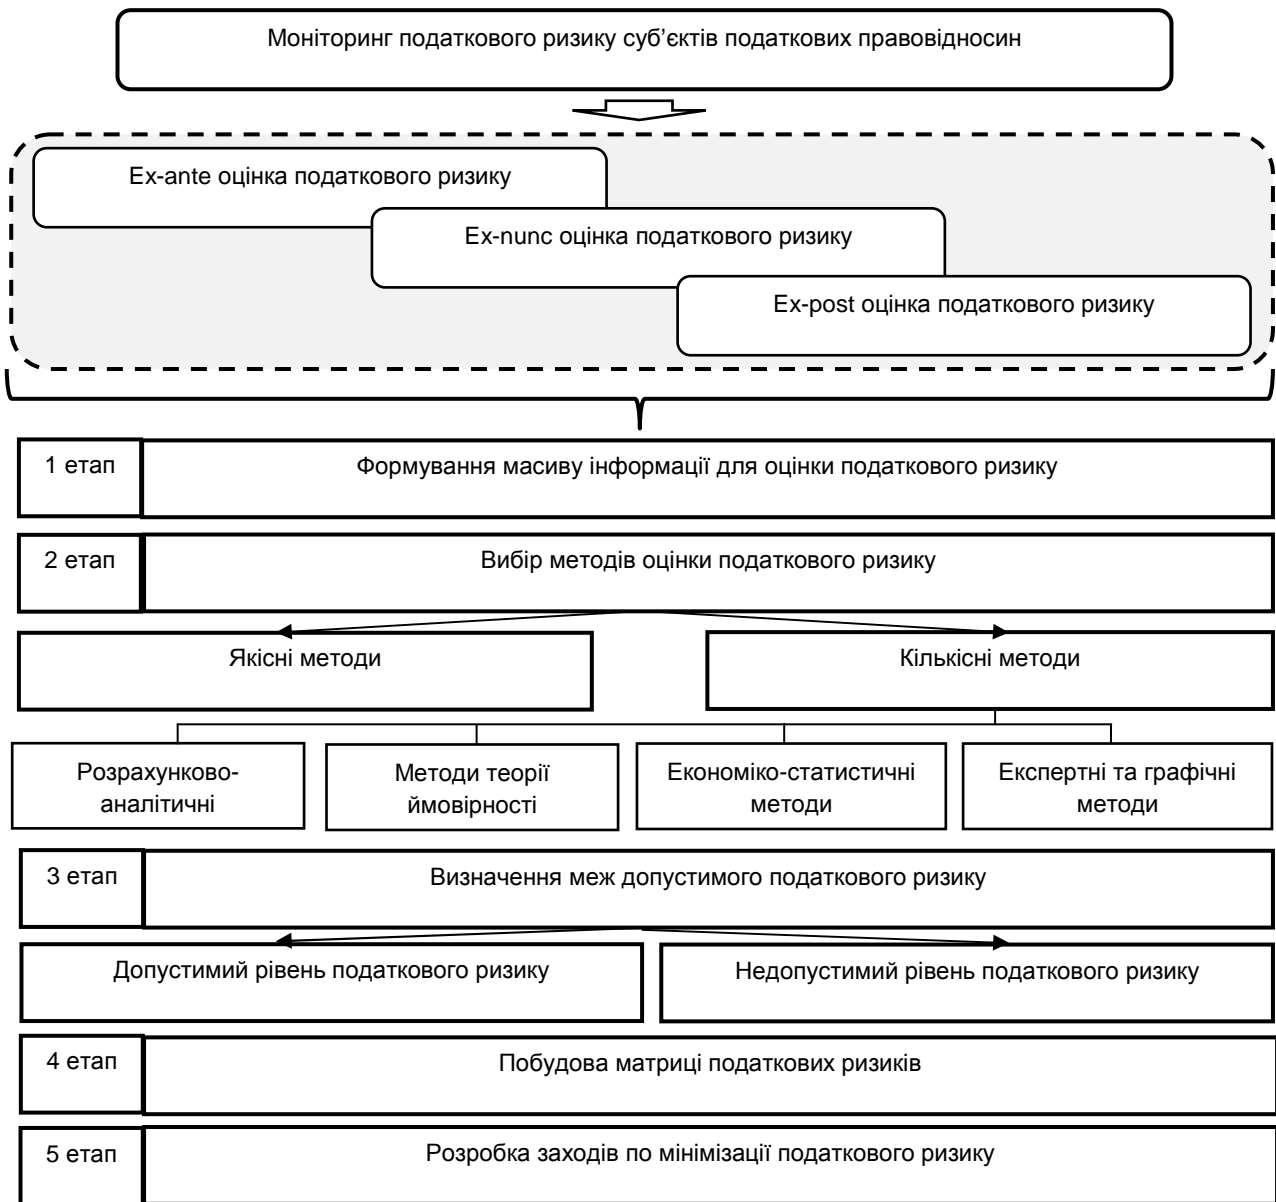 Моніторинг податкового ризику суб’єктів податкових правовідносин
Ex-ante оцінка податкового ризику
Ex-nunc оцінка податкового ризику
Ex-post оцінка податкового ризику
1 етап
Формування масиву інформації для оцінки податкового ризику
2 етап
Вибір методів оцінки податкового ризику
Якісні методи
Кількісні методи
Розрахунково-
аналітичні
Методи теорії
ймовірності
Економіко-статистичні
методи
Експертні та графічні
методи
3 етап
Визначення меж допустимого податкового ризику
Допустимий рівень податкового ризику
Недопустимий рівень податкового ризику
4 етап
Побудова матриці податкових ризиків
5 етап
Розробка заходів по мінімізації податкового ризику